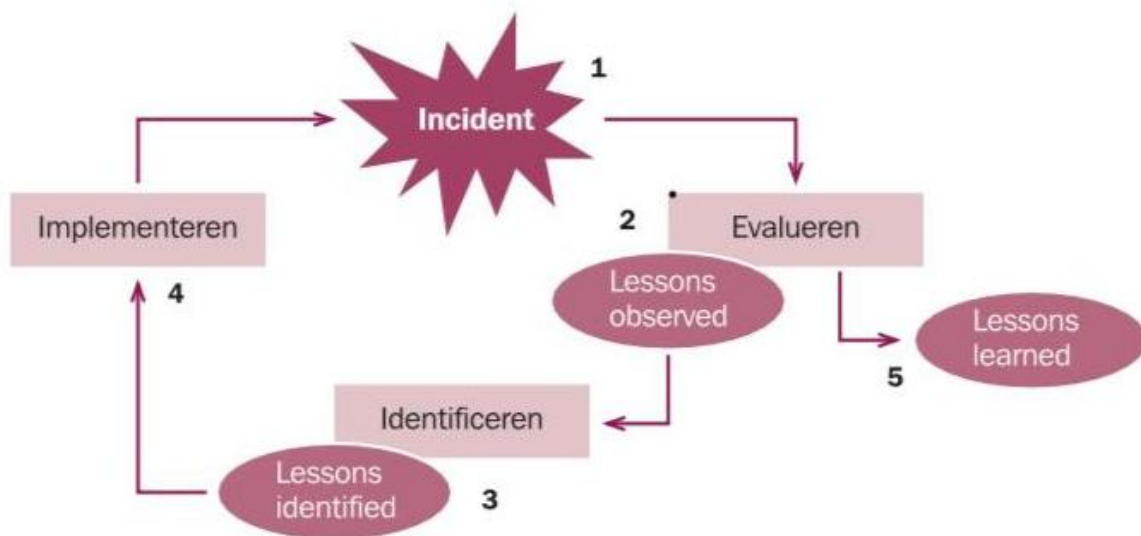 1
Incident
Implementeren
2
Evalueren
Lessons
observed
4
Lessons
learned
5
Identificeren
Lessons
identified
3